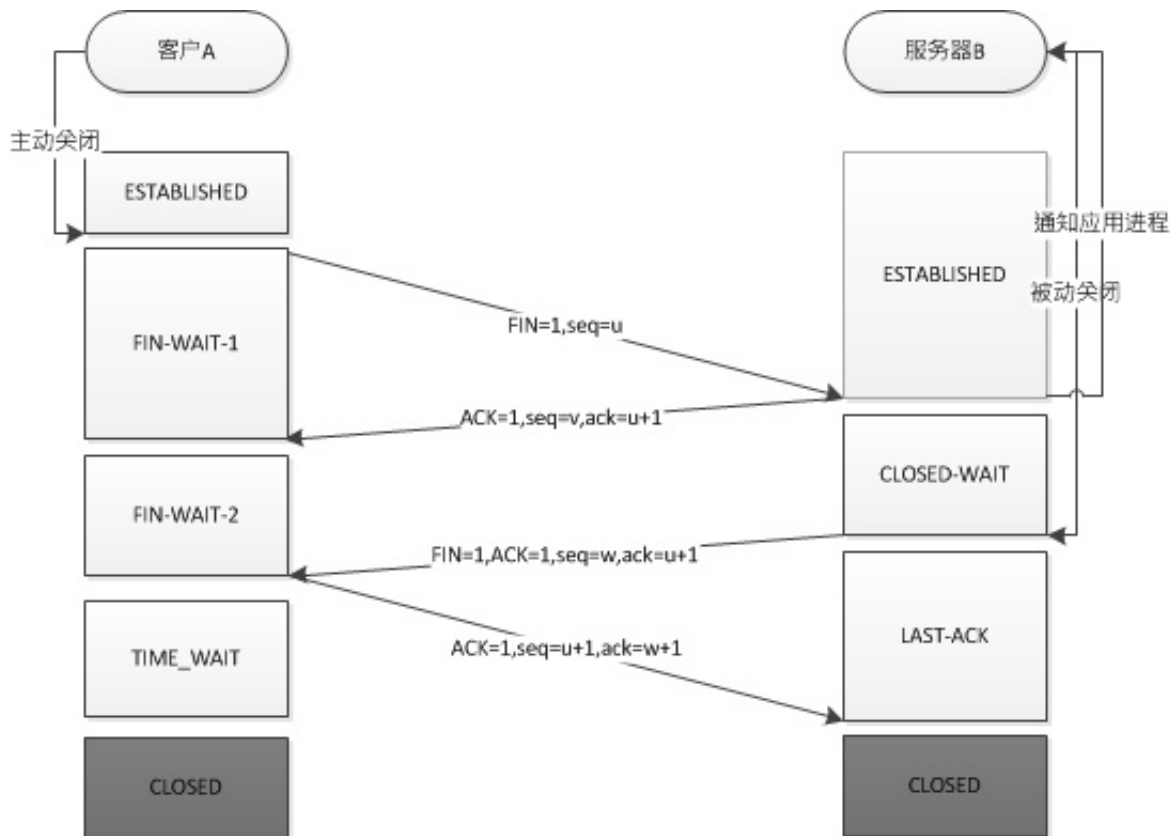 客户A
服务器B
主动关闭
ESTABLISHED
通知应用进程
ESTABLISHED
被动关闭
FIN=1,seq=u
FIN-WAIT-1
ACK=1,seq=v,ack=u+1
CLOSED-WAIT
FIN-WAIT-2
FIN=1,ACK=1,seq=w,ack=u+1
LAST-ACK
ACK=1,seq=u+1,ack=w+1
TIME_WAIT
CLOSED
CLOSED